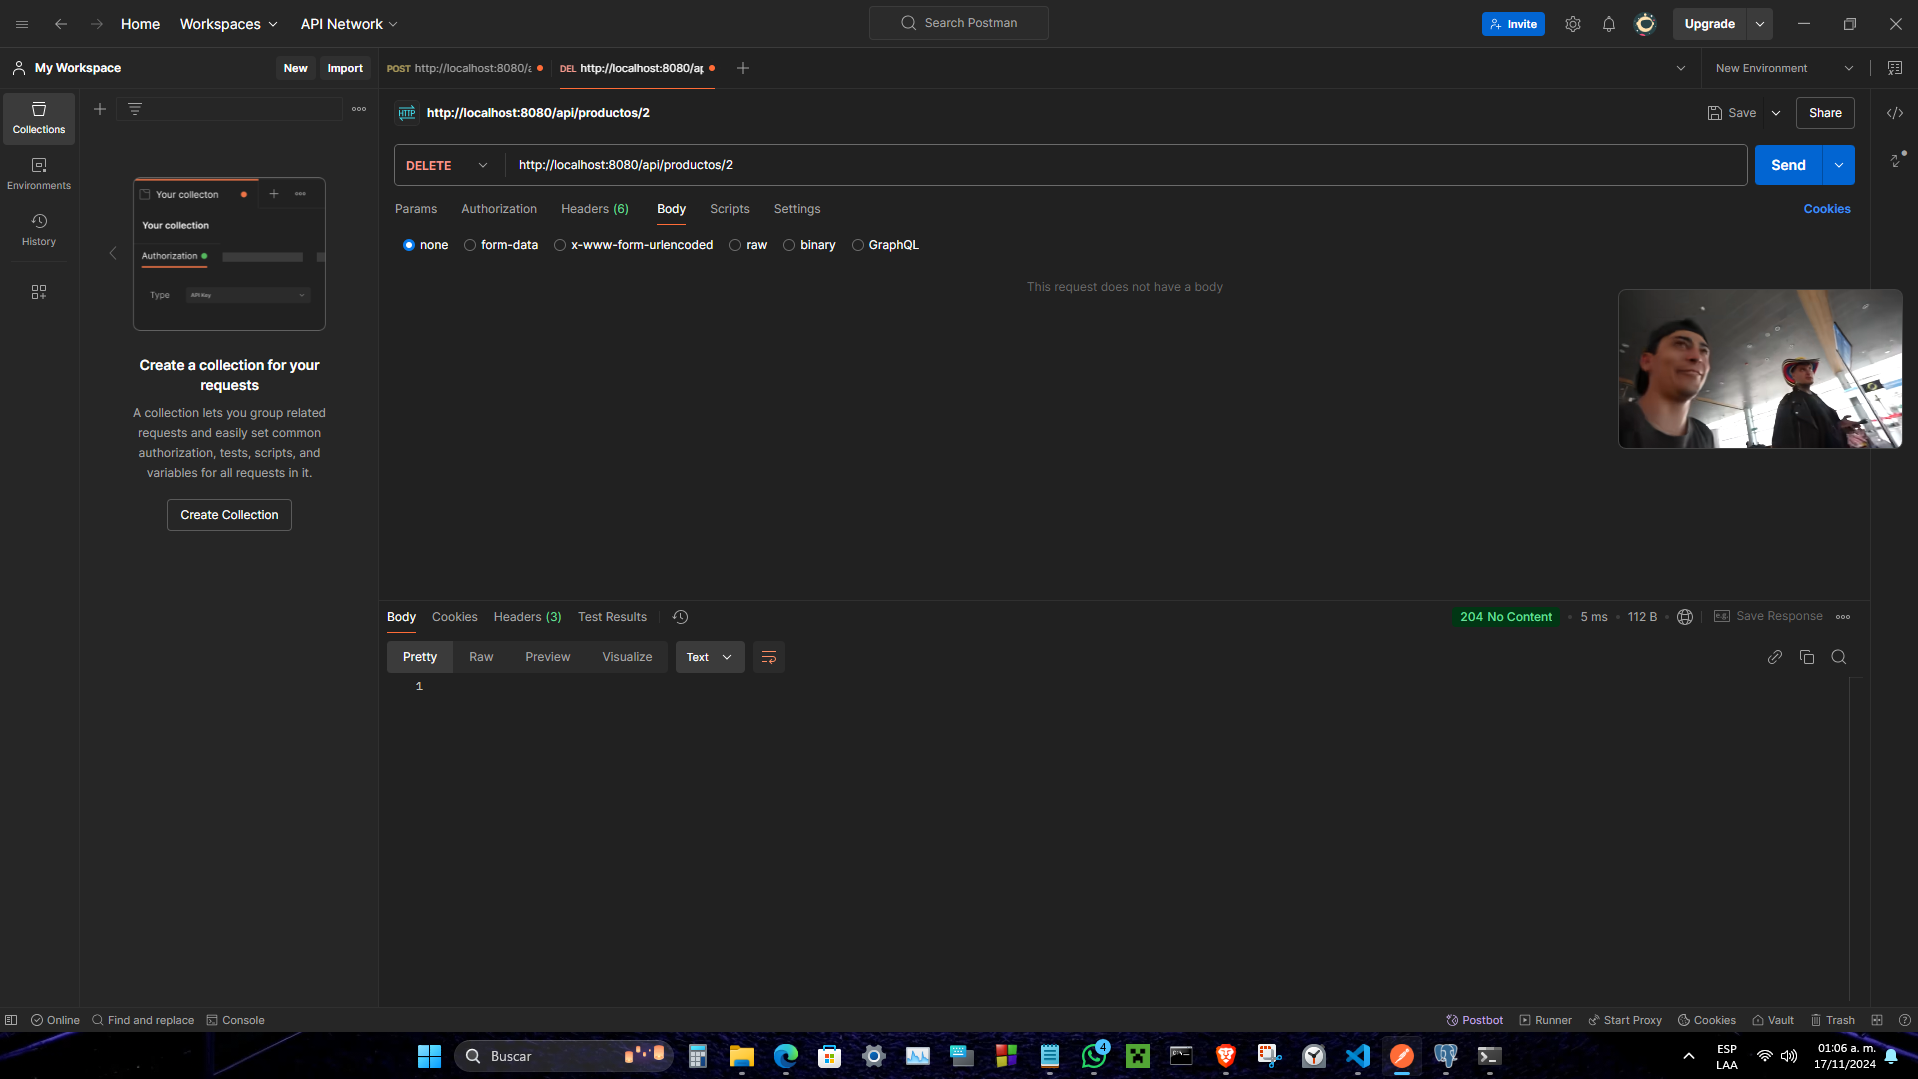 Home
Workspaces
API Network
Search Postman
Invite
Upgrade
My Workspace
New
Import
POST http://localhost:8080/a
DEL http://localhost:8080/ap
New Environment
Collections
Environments
History
Your collecton
Your collection
Authorization
Type
API Key
Create a collection for your
requests
A collection lets you group related
requests and easily set common
authorization, tests, scripts, and
variables for all requests in it.
Create Collection
HTTP
http://localhost:8080/api/productos/2
Save
Share
DELETE
http://localhost:8080/api/productos/2
Send
Params
Authorization
Headers (6)
Body
Scripts
Settings
Cookies
none
form-data
x-www-form-urlencoded
raw
binary
GraphQL
This request does not have a body
Body
Cookies
Headers (3)
Test Results
204 No Content
5 ms
112 B
e.g.
Save Response
Pretty
Raw
Preview
Visualize
Text
1
Online
Find and replace
Console
Postbot
Runner
Start Proxy
Cookies
Vault
Trash
Buscar
4
ESP
LAA
01:06 a. m.
17/11/2024